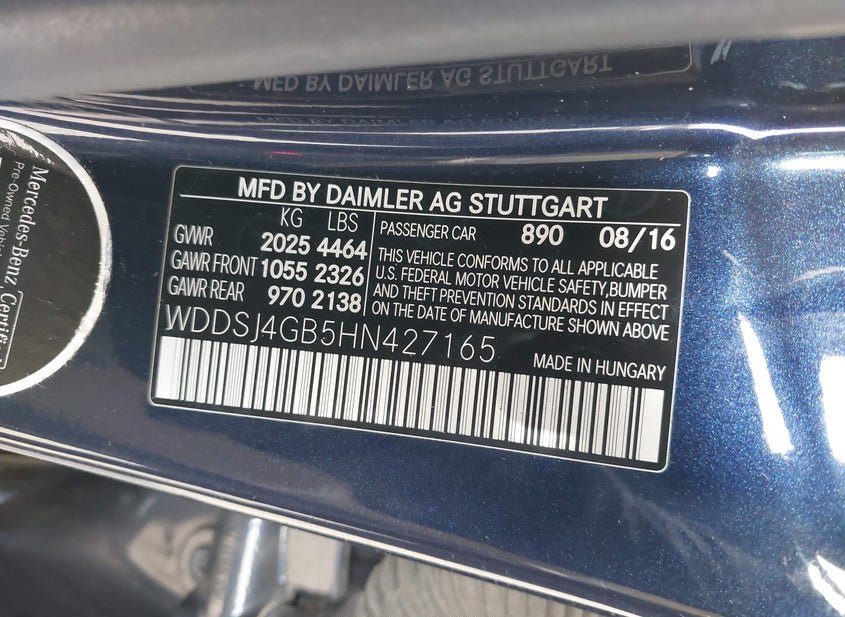 MFD BY DAIMLER AG STUTTGART
MFD BY DAIMLER AG STUTTGART
KG LBS
GVWR 2025 4464
GAWR FRONT 1055 2326
GAWR REAR 970 2138
PASSENGER CAR 890 08/16
THIS VEHICLE CONFORMS TO ALL APPLICABLE
U.S. FEDERAL MOTOR VEHICLE SAFETY,BUMPER
AND THEFT PREVENTION STANDARDS IN EFFECT
ON THE DATE OF MANUFACTURE SHOWN ABOVE
WDDSJ4GB5HN427165
MADE IN HUNGARY
Mercedes-Benz Certifi
Pre-Owned Vehicl